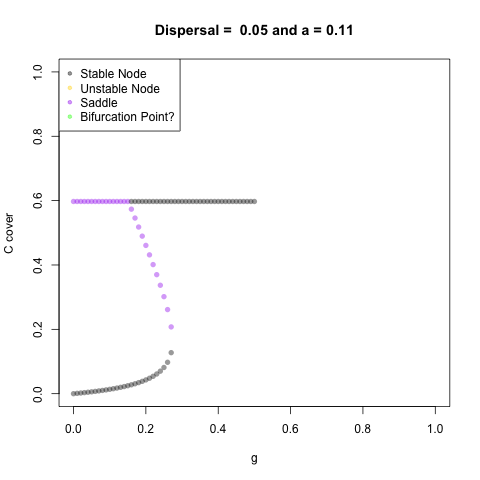 Dispersal =  0.05 and a = 0.11
Stable Node
Unstable Node
Saddle
Bifurcation Point?
C cover
1.0
0.8
0.6
0.4
0.2
0.0
0.0 0.2 0.4 0.6 0.8 1.0
g